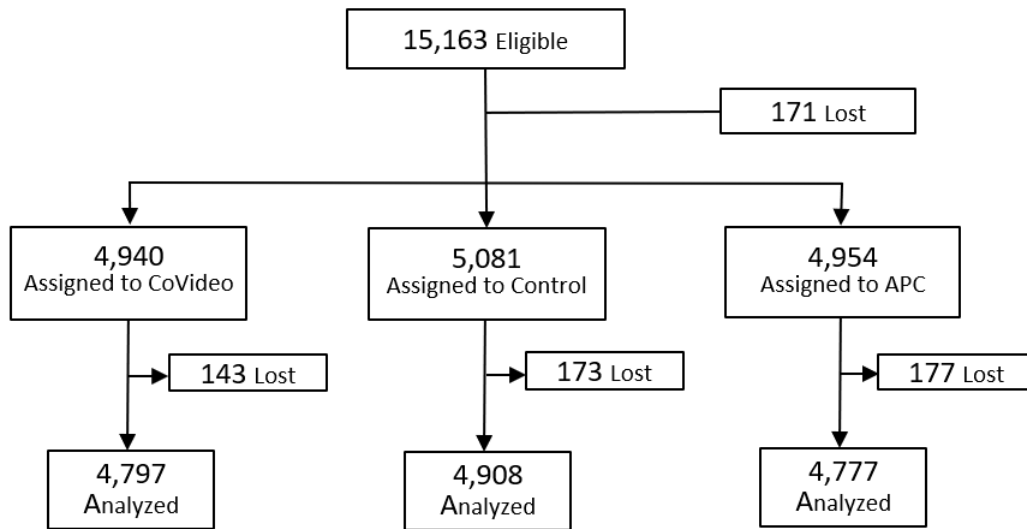 15,163 Eligible
171 Lost
4,940
Assigned to CoVideo
5,081
Assigned to Control
4,954
Assigned to APC
143 Lost
173 Lost
177 Lost
4,797
Analyzed
4,908
Analyzed
4,777
Analyzed